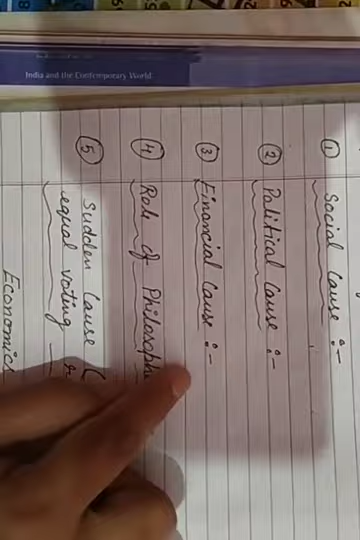 India and the Contemporary World
① Social Cause :-
② Political Cause :-
③ Financial Cause :-
④ Role of Philosoph
⑤ Sudden Cause (
equal voting
Economics